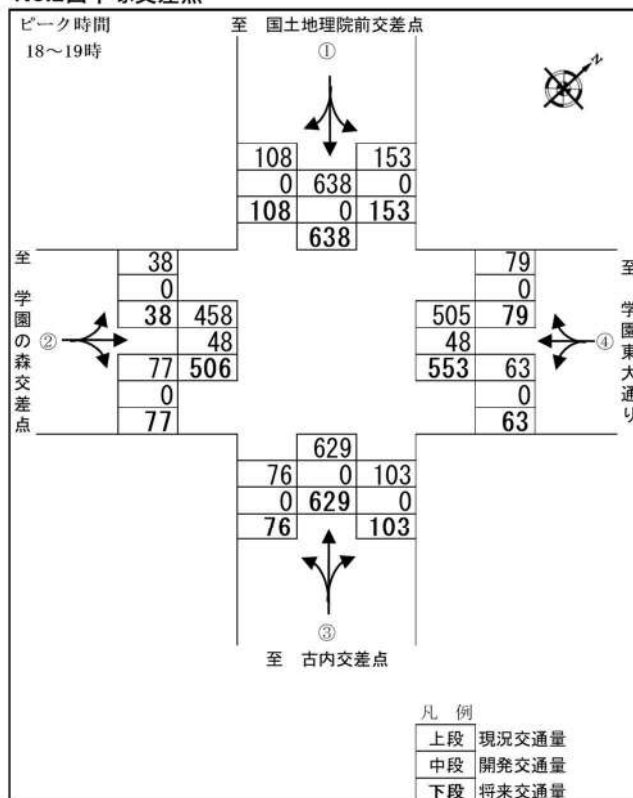 ピーク時間
18～19時
至 国土地理院前交差点
①
N
108 153
0 638 0
108 0 153
638
至 学園の森交差点
②
38
0
38 458
48
77 506
0
77
79
0
505 79
48
553 63
0
63
④
至 学園東大通り
629
76 0 103
0 629 0
76 103
③
至 古内交差点
凡 例
上段 現況交通量
中段 開発交通量
下段 将来交通量